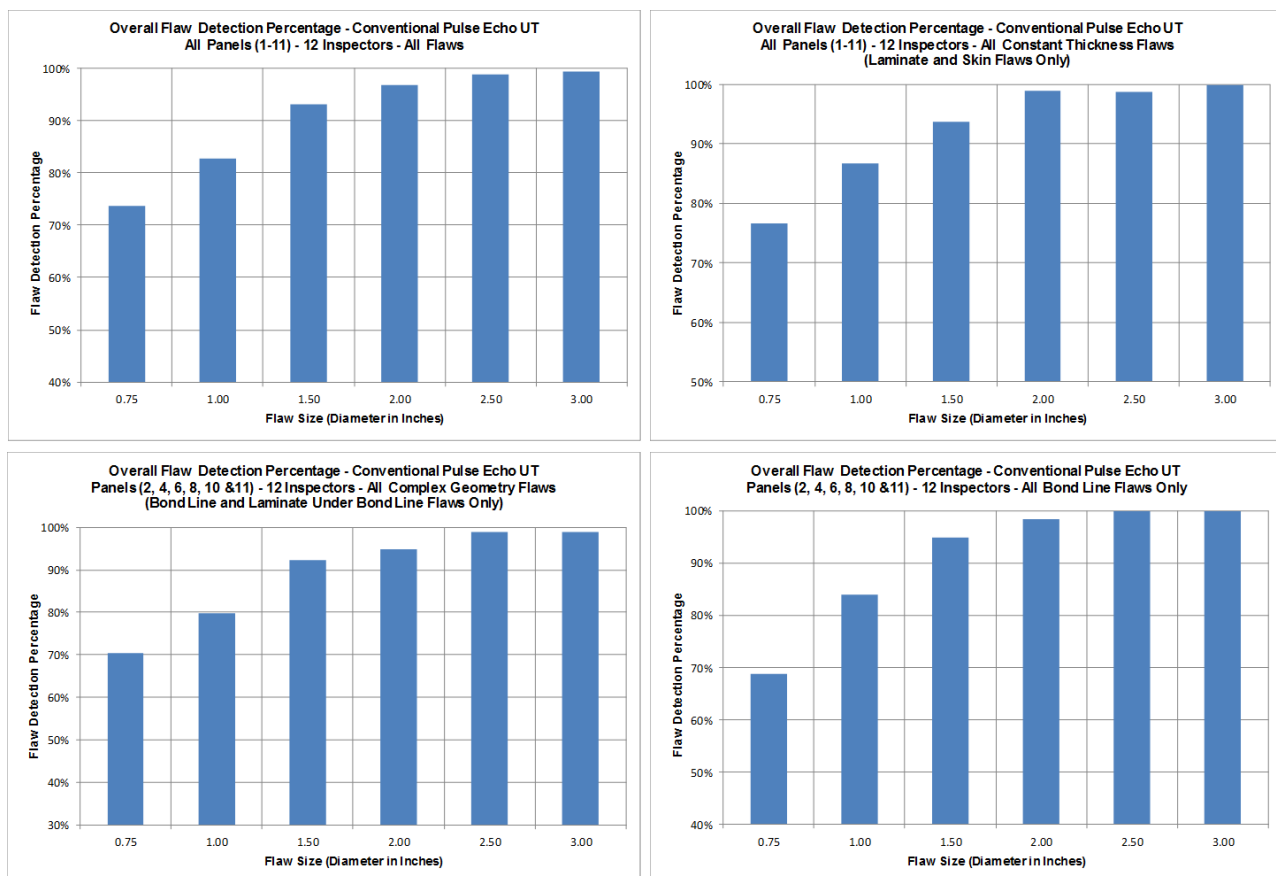 Overall Flaw Detection Percentage - Conventional Pulse Echo UT
All Panels (1-11) - 12 Inspectors - All Flaws
Flaw Detection Percentage
100%
90%
80%
70%
60%
50%
40%
0.75 1.00 1.50 2.00 2.50 3.00
Flaw Size (Diameter in Inches)
Overall Flaw Detection Percentage - Conventional Pulse Echo UT
All Panels (1-11) - 12 Inspectors - All Constant Thickness Flaws
(Laminate and Skin Flaws Only)
Flaw Detection Percentage
100%
90%
80%
70%
60%
50%
0.75 1.00 1.50 2.00 2.50 3.00
Flaw Size (Diameter in Inches)
Overall Flaw Detection Percentage - Conventional Pulse Echo UT
Panels (2, 4, 6, 8, 10 &11) - 12 Inspectors - All Complex Geometry Flaws
(Bond Line and Laminate Under Bond Line Flaws Only)
Flaw Detection Percentage
100%
90%
80%
70%
60%
50%
40%
30%
0.75 1.00 1.50 2.00 2.50 3.00
Flaw Size (Diameter in Inches)
Overall Flaw Detection Percentage - Conventional Pulse Echo UT
Panels (2, 4, 6, 8, 10 &11) - 12 Inspectors - All Bond Line Flaws Only
Flaw Detection Percentage
100%
90%
80%
70%
60%
50%
40%
0.75 1.00 1.50 2.00 2.50 3.00
Flaw Size (Diameter in Inches)